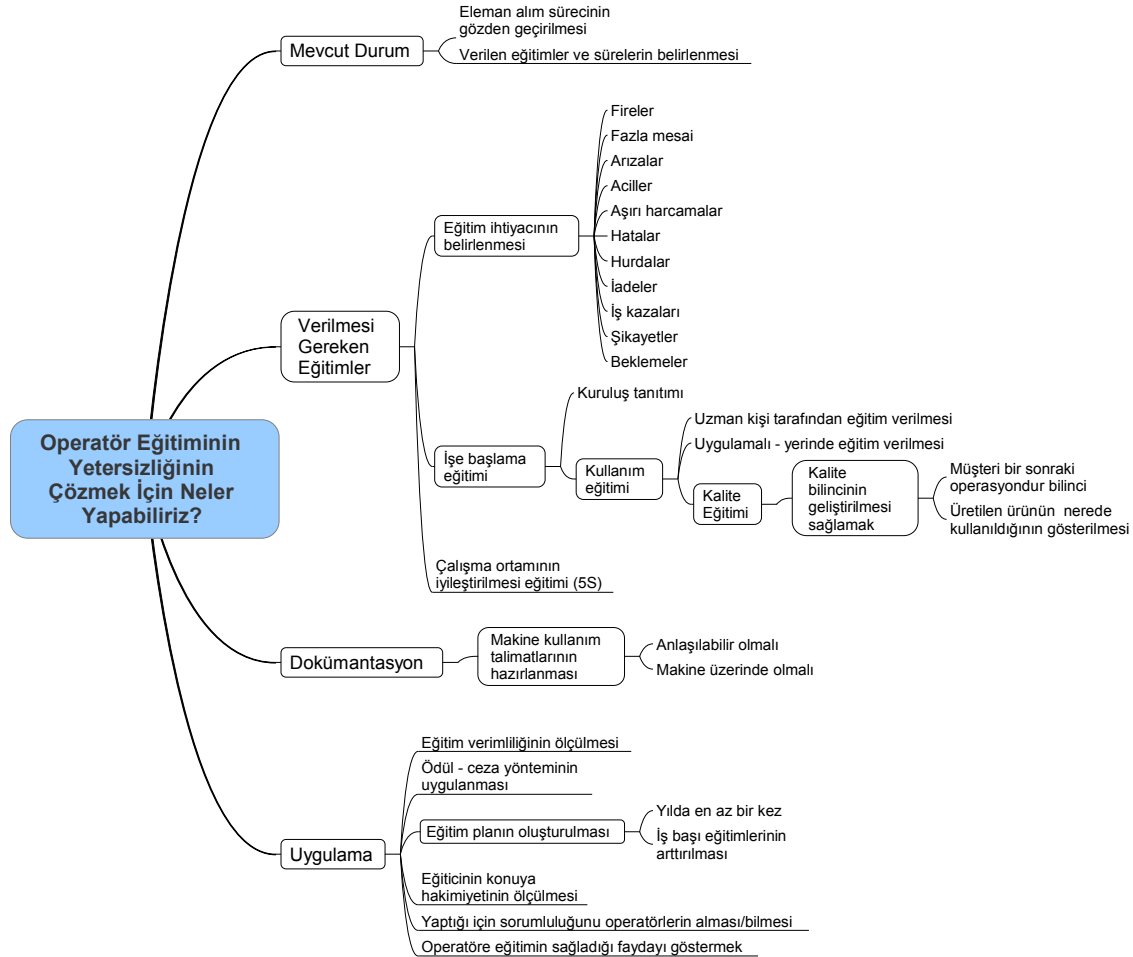 Eleman alım sürecinin
gözden geçirilmesi
Mevcut Durum
Verilen eğitimler ve sürelerin belirlenmesi
Fireler
Fazla mesai
Arızalar
Aciller
Aşırı harcamalar
Eğitim ihtiyacının
belirlenmesi
Hatalar
Hurdalar
İadeler
İş kazaları
Şikayetler
Beklemeler
Verilmesi
Gereken
Eğitimler
Kuruluş tanıtımı
İşe başlama
eğitimi
Kullanım
eğitimi
Uzman kişi tarafından eğitim verilmesi
Uygulamalı - yerinde eğitim verilmesi
Kalite
Eğitimi
Kalite
bilincinin
geliştirilmesi
sağlamak
Müşteri bir sonraki
operasyondur bilinci
Üretilen ürünün  nerede
kullanıldığının gösterilmesi
Çalışma ortamının
iyileştirilmesi eğitimi (5S)
Operatör Eğitiminin
Yetersizliğinin
Çözmek İçin Neler
Yapabiliriz?
Dokümantasyon
Makine kullanım
talimatlarının
hazırlanması
Anlaşılabilir olmalı
Makine üzerinde olmalı
Uygulama
Eğitim verimliliğinin ölçülmesi
Ödül - ceza yönteminin
uygulanması
Eğitim planın oluşturulması
Yılda en az bir kez
İş başı eğitimlerinin
arttırılması
Eğiticinin konuya
hakimiyetinin ölçülmesi
Yaptığı için sorumluluğunu operatörlerin alması/bilmesi
Operatöre eğitimin sağladığı faydayı göstermek